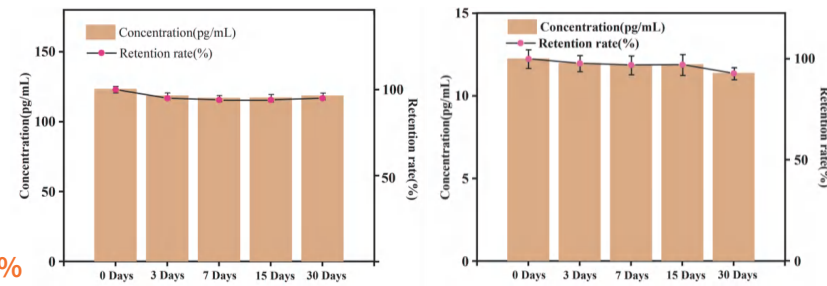 %
Concentration(pg/mL)
150
100
50
0
Concentration(pg/mL)
Retention rate(%)
0 Days 3 Days 7 Days 15 Days 30 Days
100
50
0
Retention rate(%)
Concentration(pg/mL)
15
10
5
0
Concentration(pg/mL)
Retention rate(%)
0 Days 3 Days 7 Days 15 Days 30 Days
100
50
0
Retention rate(%)